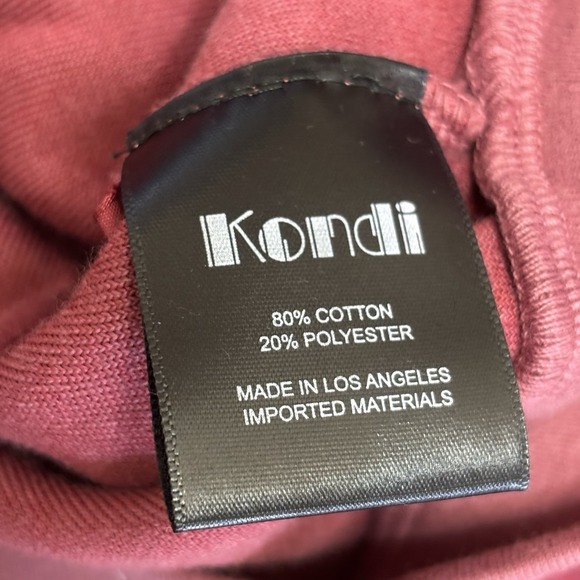 Kondi
80% COTTON
20% POLYESTER
MADE IN LOS ANGELES
IMPORTED MATERIALS